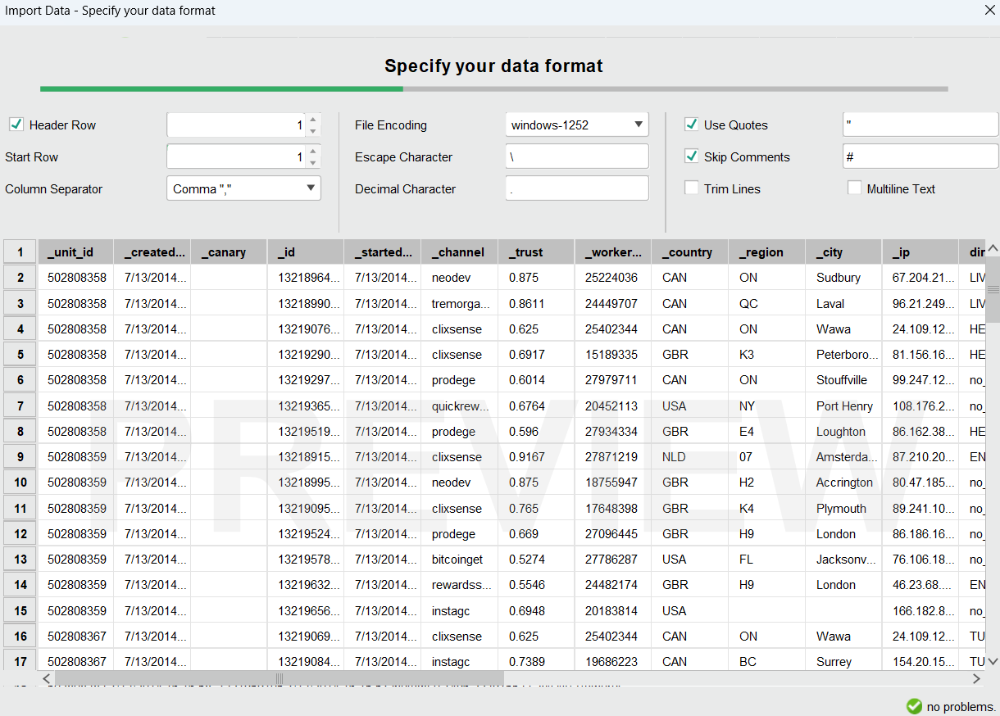 Import Data - Specify your data format
Specify your data format
Header Row 1 File Encoding windows-1252 Use Quotes "
Start Row 1 Escape Character \ Skip Comments #
Column Separator Comma "," Decimal Character . Trim Lines Multiline Text
1 _unit_id _created... _canary _id _started... _channel _trust _worker... _country _region _city _ip dir
2 502808358 7/13/2014... 13218964... 7/13/2014... neodev 0.875 25224036 CAN ON Sudbury 67.204.21... LIV
3 502808358 7/13/2014... 13218990... 7/13/2014... tremorga... 0.8611 24449707 CAN QC Laval 96.21.249... LIV
4 502808358 7/13/2014... 13219076... 7/13/2014... clixsense 0.625 25402344 CAN ON Wawa 24.109.12... HE
5 502808358 7/13/2014... 13219290... 7/13/2014... clixsense 0.6917 15189335 GBR K3 Peterboro... 81.156.16... HE
6 502808358 7/13/2014... 13219297... 7/13/2014... prodege 0.6014 27979711 CAN ON Stouffville 99.247.12... no_
7 502808358 7/13/2014... 13219365... 7/13/2014... quickrew... 0.6764 20452113 USA NY Port Henry 108.176.2... no_
8 502808358 7/13/2014... 13219519... 7/13/2014... prodege 0.596 27934334 GBR E4 Loughton 86.162.38... HE
9 502808359 7/13/2014... 13218915... 7/13/2014... clixsense 0.9167 27871219 NLD 07 Amsterda... 87.210.20... EN
10 502808359 7/13/2014... 13218995... 7/13/2014... neodev 0.875 18755947 GBR H2 Accrington 80.47.185... no_
11 502808359 7/13/2014... 13219095... 7/13/2014... clixsense 0.765 17648398 GBR K4 Plymouth 89.241.10... no_
12 502808359 7/13/2014... 13219524... 7/13/2014... prodege 0.669 27096445 GBR H9 London 86.186.16... no_
13 502808359 7/13/2014... 13219578... 7/13/2014... bitcoinget 0.5274 27786287 USA FL Jacksonv... 76.106.18... no_
14 502808359 7/13/2014... 13219632... 7/13/2014... rewardss... 0.5546 24482174 GBR H9 London 46.23.68.... EN
15 502808359 7/13/2014... 13219656... 7/13/2014... instagc 0.6948 20183814 USA 166.182.8... no_
16 502808367 7/13/2014... 13219069... 7/13/2014... clixsense 0.625 25402344 CAN ON Wawa 24.109.12... TU
17 502808367 7/13/2014... 13219084... 7/13/2014... instagc 0.7389 19686223 CAN BC Surrey 154.20.15... TU
PREVIEW
no problems.